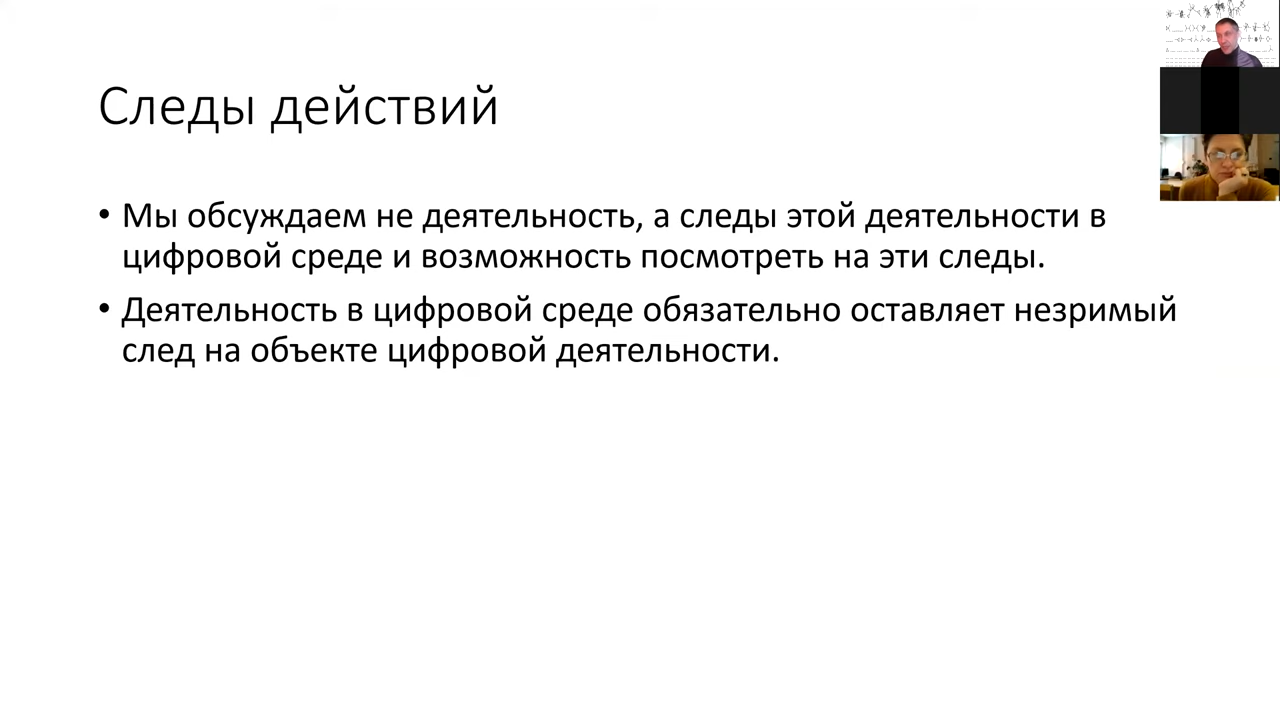 Следы действий
• Мы обсуждаем не деятельность, а следы этой деятельности в
цифровой среде и возможность посмотреть на эти следы.
• Деятельность в цифровой среде обязательно оставляет незримый
след на объекте цифровой деятельности.